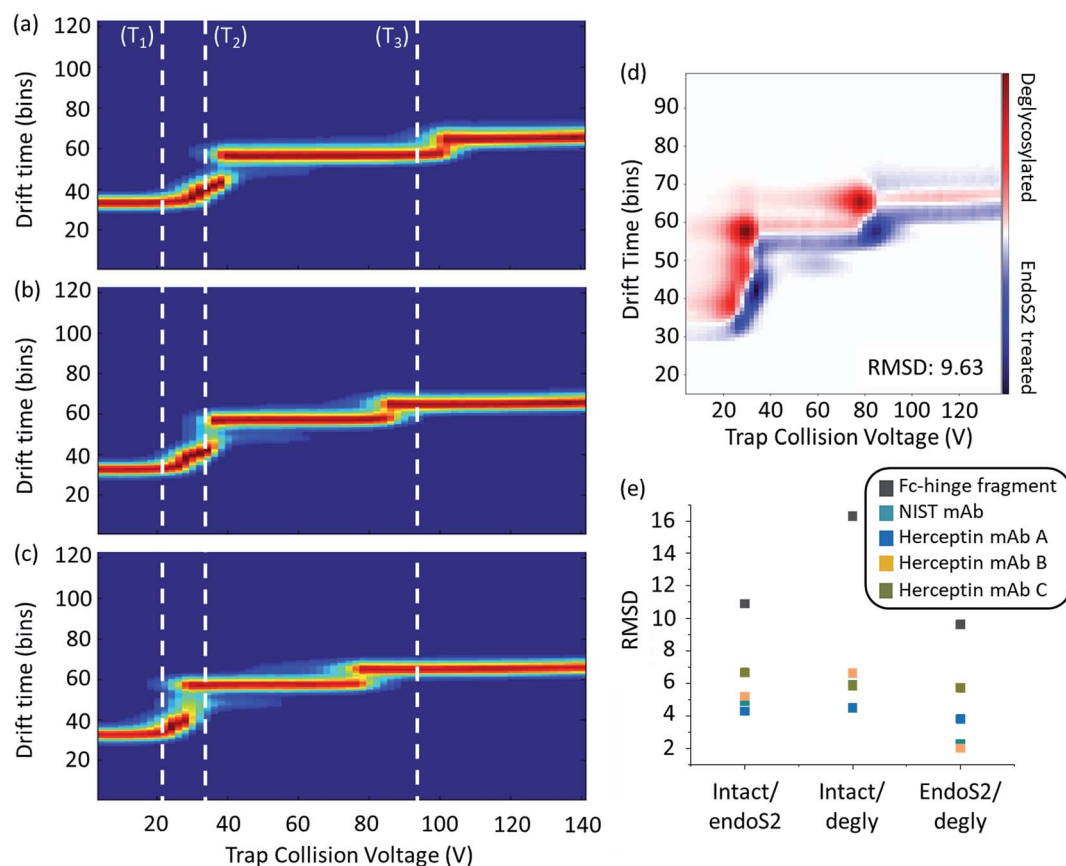 (a)
(T₁)
(T₂)
(T₃)
Drift time (bins)
120
100
80
60
40
20
(b)
Drift time (bins)
120
100
80
60
40
20
(c)
Drift time (bins)
120
100
80
60
40
20
20 40 60 80 100 120 140
Trap Collision Voltage (V)
(d)
Drift Time (bins)
90
80
70
60
50
40
30
20
RMSD: 9.63
20 40 60 80 100 120
Trap Collision Voltage (V)
Deglycosylated
EndoS2 treated
(e)
Fc-hinge fragment
NIST mAb
Herceptin mAb A
Herceptin mAb B
Herceptin mAb C
RMSD
16
14
12
10
8
6
4
2
Intact/
endoS2
Intact/
degly
EndoS2/
degly